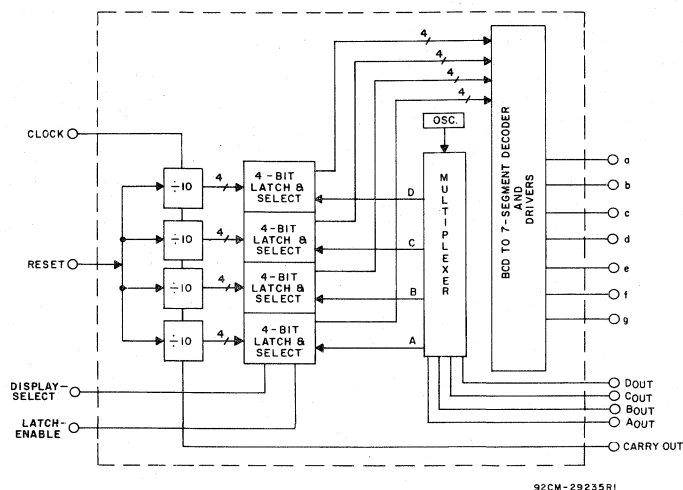 CLOCK
RESET
DISPLAY-
SELECT
LATCH-
ENABLE
÷10
4
÷10
4
÷10
4
÷10
4
4-BIT
LATCH &
SELECT
4-BIT
LATCH &
SELECT
4-BIT
LATCH &
SELECT
4-BIT
LATCH &
SELECT
4
4
4
4
OSC.
D
C
B
A
MULTIPLEXER
BCD TO 7-SEGMENT DECODER
AND
DRIVERS
a
b
c
d
e
f
g
DOUT
COUT
BOUT
AOUT
CARRY OUT
92CM-29235R1